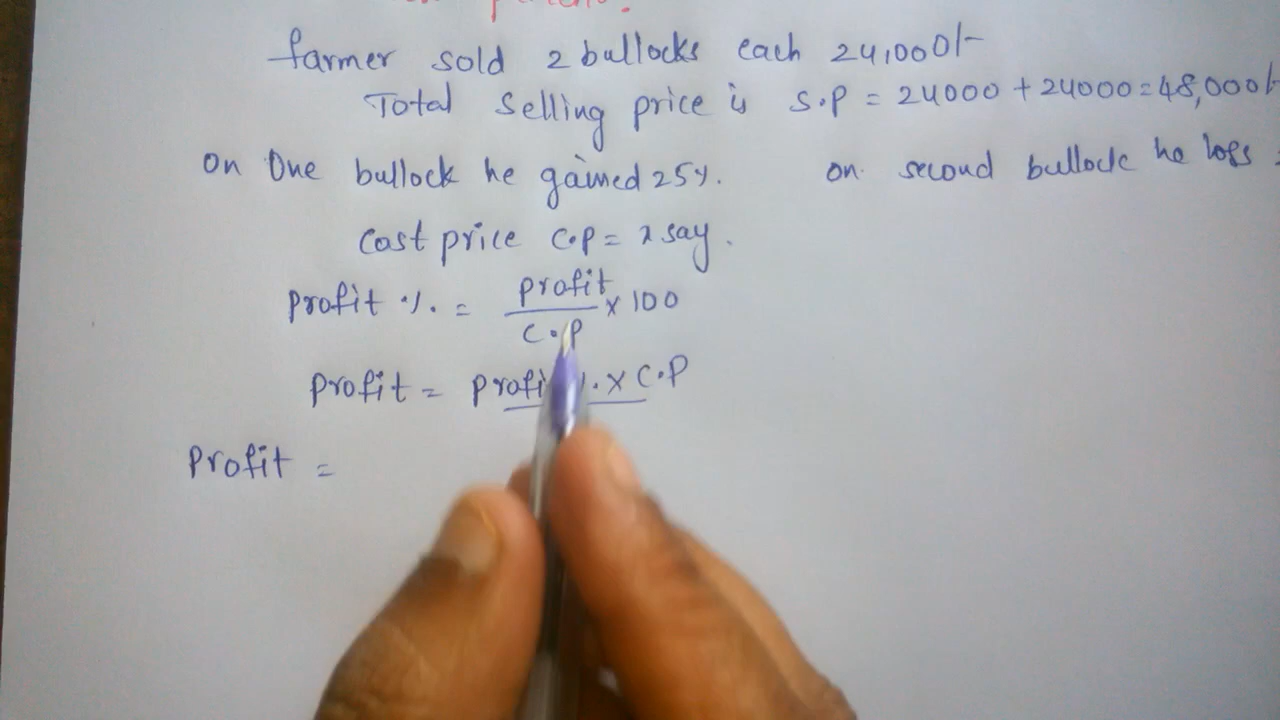 farmer sold 2 bullocks each 24,000/-
Total Selling price is S.P = 24000 + 24000 = 48,000/-
on One bullock he gained 25%. on second bullock he loss
Cost price C.P = x say.
profit %. = profit / C.P x 100
profit = %. x C.P
Profit =